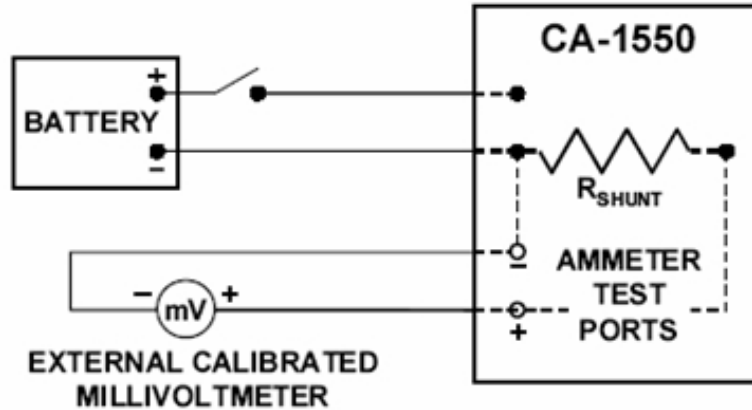 CA-1550
+
BATTERY
−
R SHUNT
− AMMETER
TEST
− mV +
+ PORTS
EXTERNAL CALIBRATED
MILLIVOLTMETER